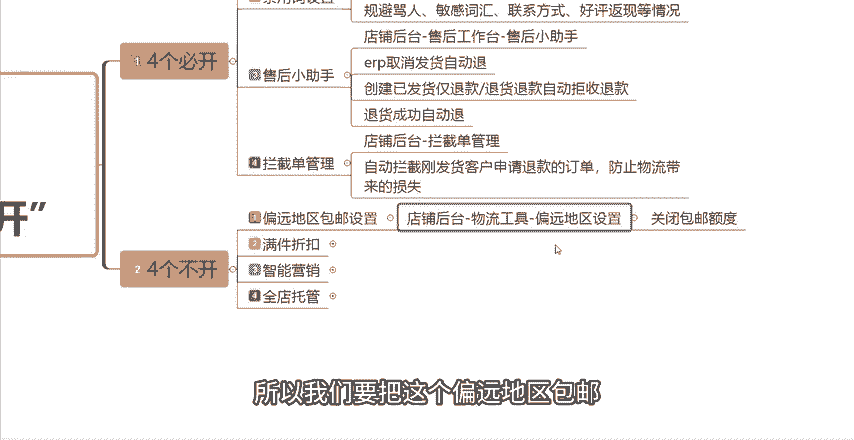 规避骂人、敏感词汇、联系方式、好评返现等情况
1 4个必开
店铺后台-售后工作台-售后小助手
3 售后小助手
erp取消发货自动退
创建已发货仅退款/退货退款自动拒收退款
退货成功自动退
店铺后台-拦截单管理
4 拦截单管理
自动拦截刚发货客户申请退款的订单，防止物流带
来的损失
开”
1 偏远地区包邮设置
店铺后台-物流工具-偏远地区设置
关闭包邮额度
2 满件折扣
2 4个不开
3 智能营销
4 全店托管
所以我们要把这个偏远地区包邮